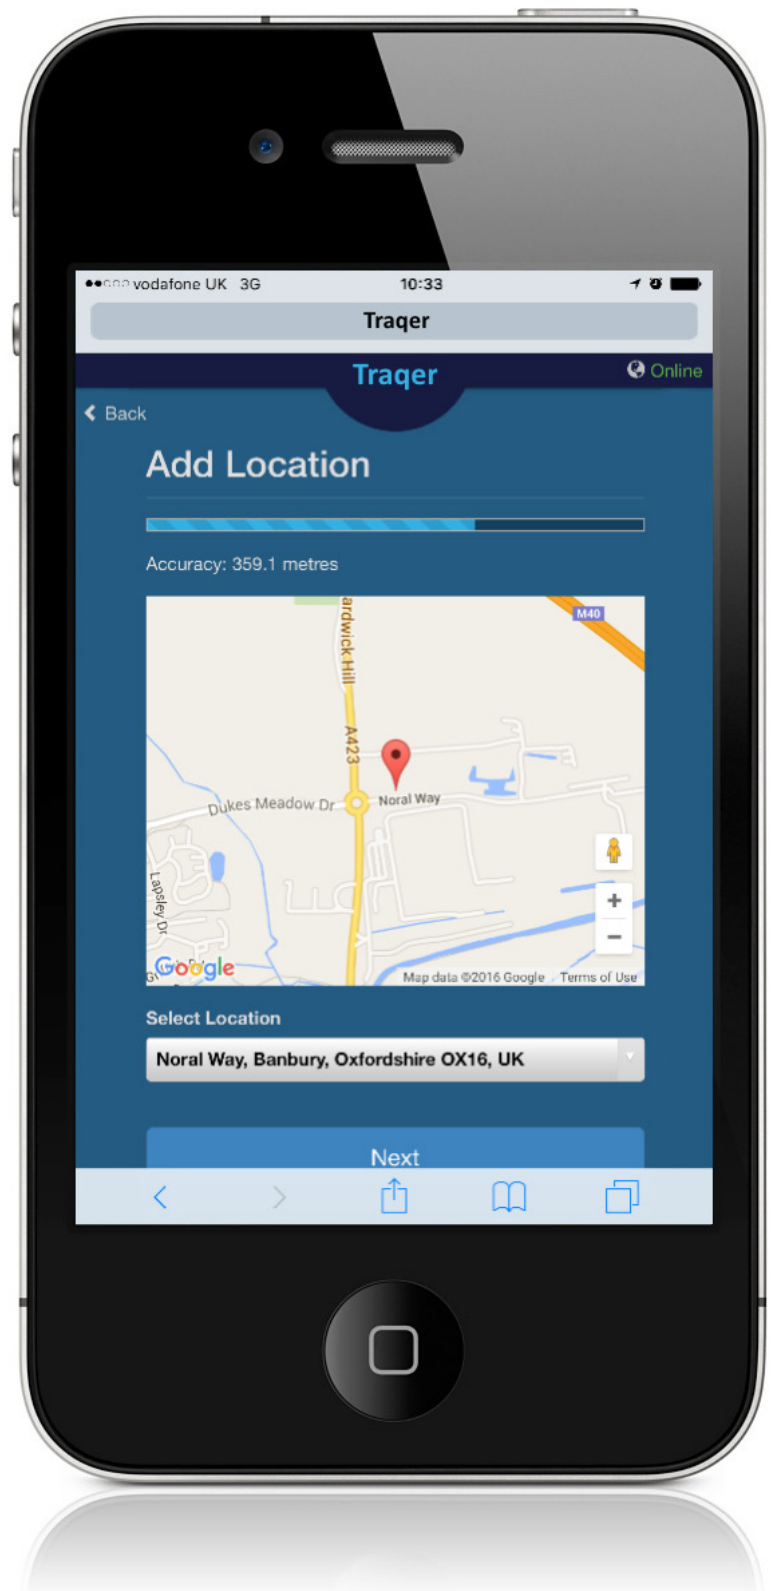 vodafone UK 3G 10:33
Traqer
Traqer
Online
Back
Add Location
Accuracy: 359.1 metres
ardwick Hill
M40
A423
Dukes Meadow Dr
Noral Way
Lapsley Dr
Google
Map data ©2016 Google
Terms of Use
Select Location
Noral Way, Banbury, Oxfordshire OX16, UK
Next